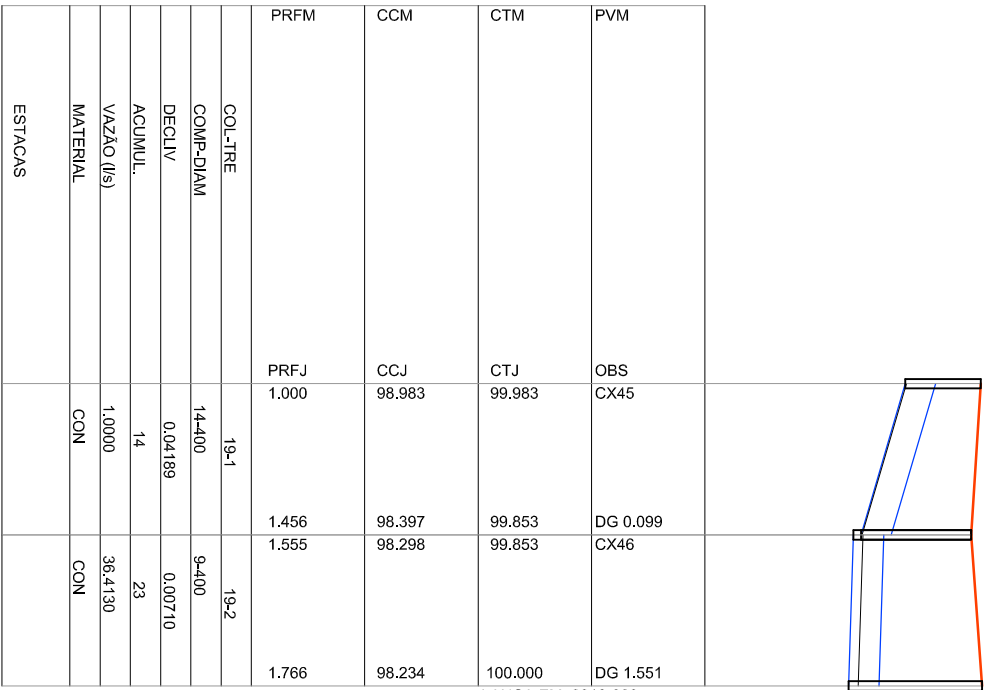 PRFM CCM CTM PVM
ESTACAS
MATERIAL
VAZÃO (l/s)
ACUMUL.
DECLIV
COMP-DIAM
COL-TRE
PRFJ CCJ CTJ OBS
1.000 98.983 99.983 CX45
CON
1.0000
14
0.04189
14-400
19-1
1.456 98.397 99.853 DG 0.099
1.555 98.298 99.853 CX46
CON
36.4130
23
0.00710
9-400
19-2
1.766 98.234 100.000 DG 1.551